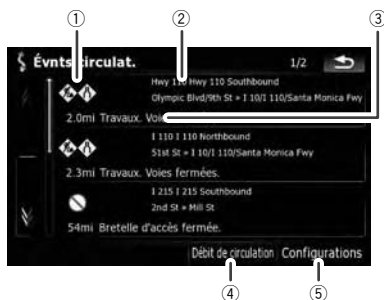 ① ② ③
Évnts circulat. 1/2
Hwy 110 Hwy 110 Southbound
Olympic Blvd/9th St » I 10/I 110/Santa Monica Fwy
2.0mi Travaux. Voie
I 110 I 110 Northbound
51st St » I 10/I 110/Santa Monica Fwy
2.3mi Travaux. Voies fermées.
I 215 I 215 Southbound
2nd St » Mill St
54mi Bretelle d'accès fermée.
Débit de circulation Configurations
④ ⑤